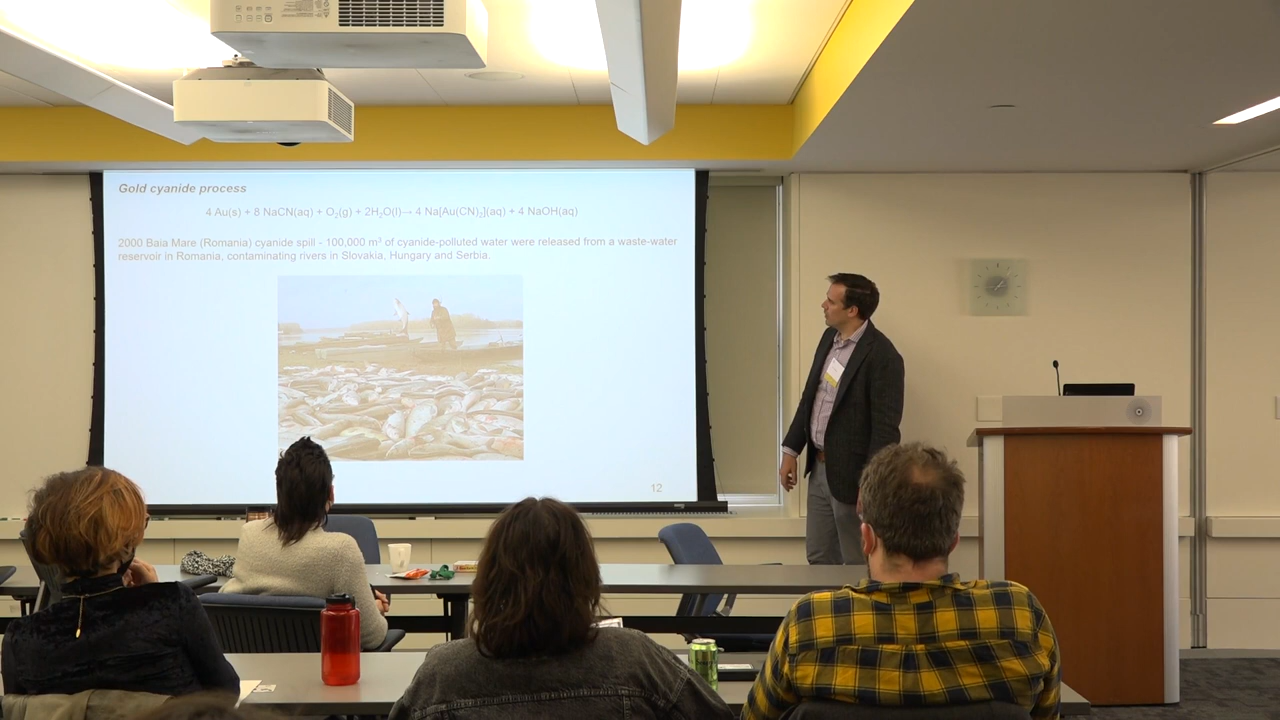 Gold cyanide process
4 Au(s) + 8 NaCN(aq) + O₂(g) + 2H₂O(l)→ 4 Na[Au(CN)₂](aq) + 4 NaOH(aq)
2000 Baia Mare (Romania) cyanide spill - 100,000 m³ of cyanide-polluted water were released from a waste-water
reservoir in Romania, contaminating rivers in Slovakia, Hungary and Serbia.
12